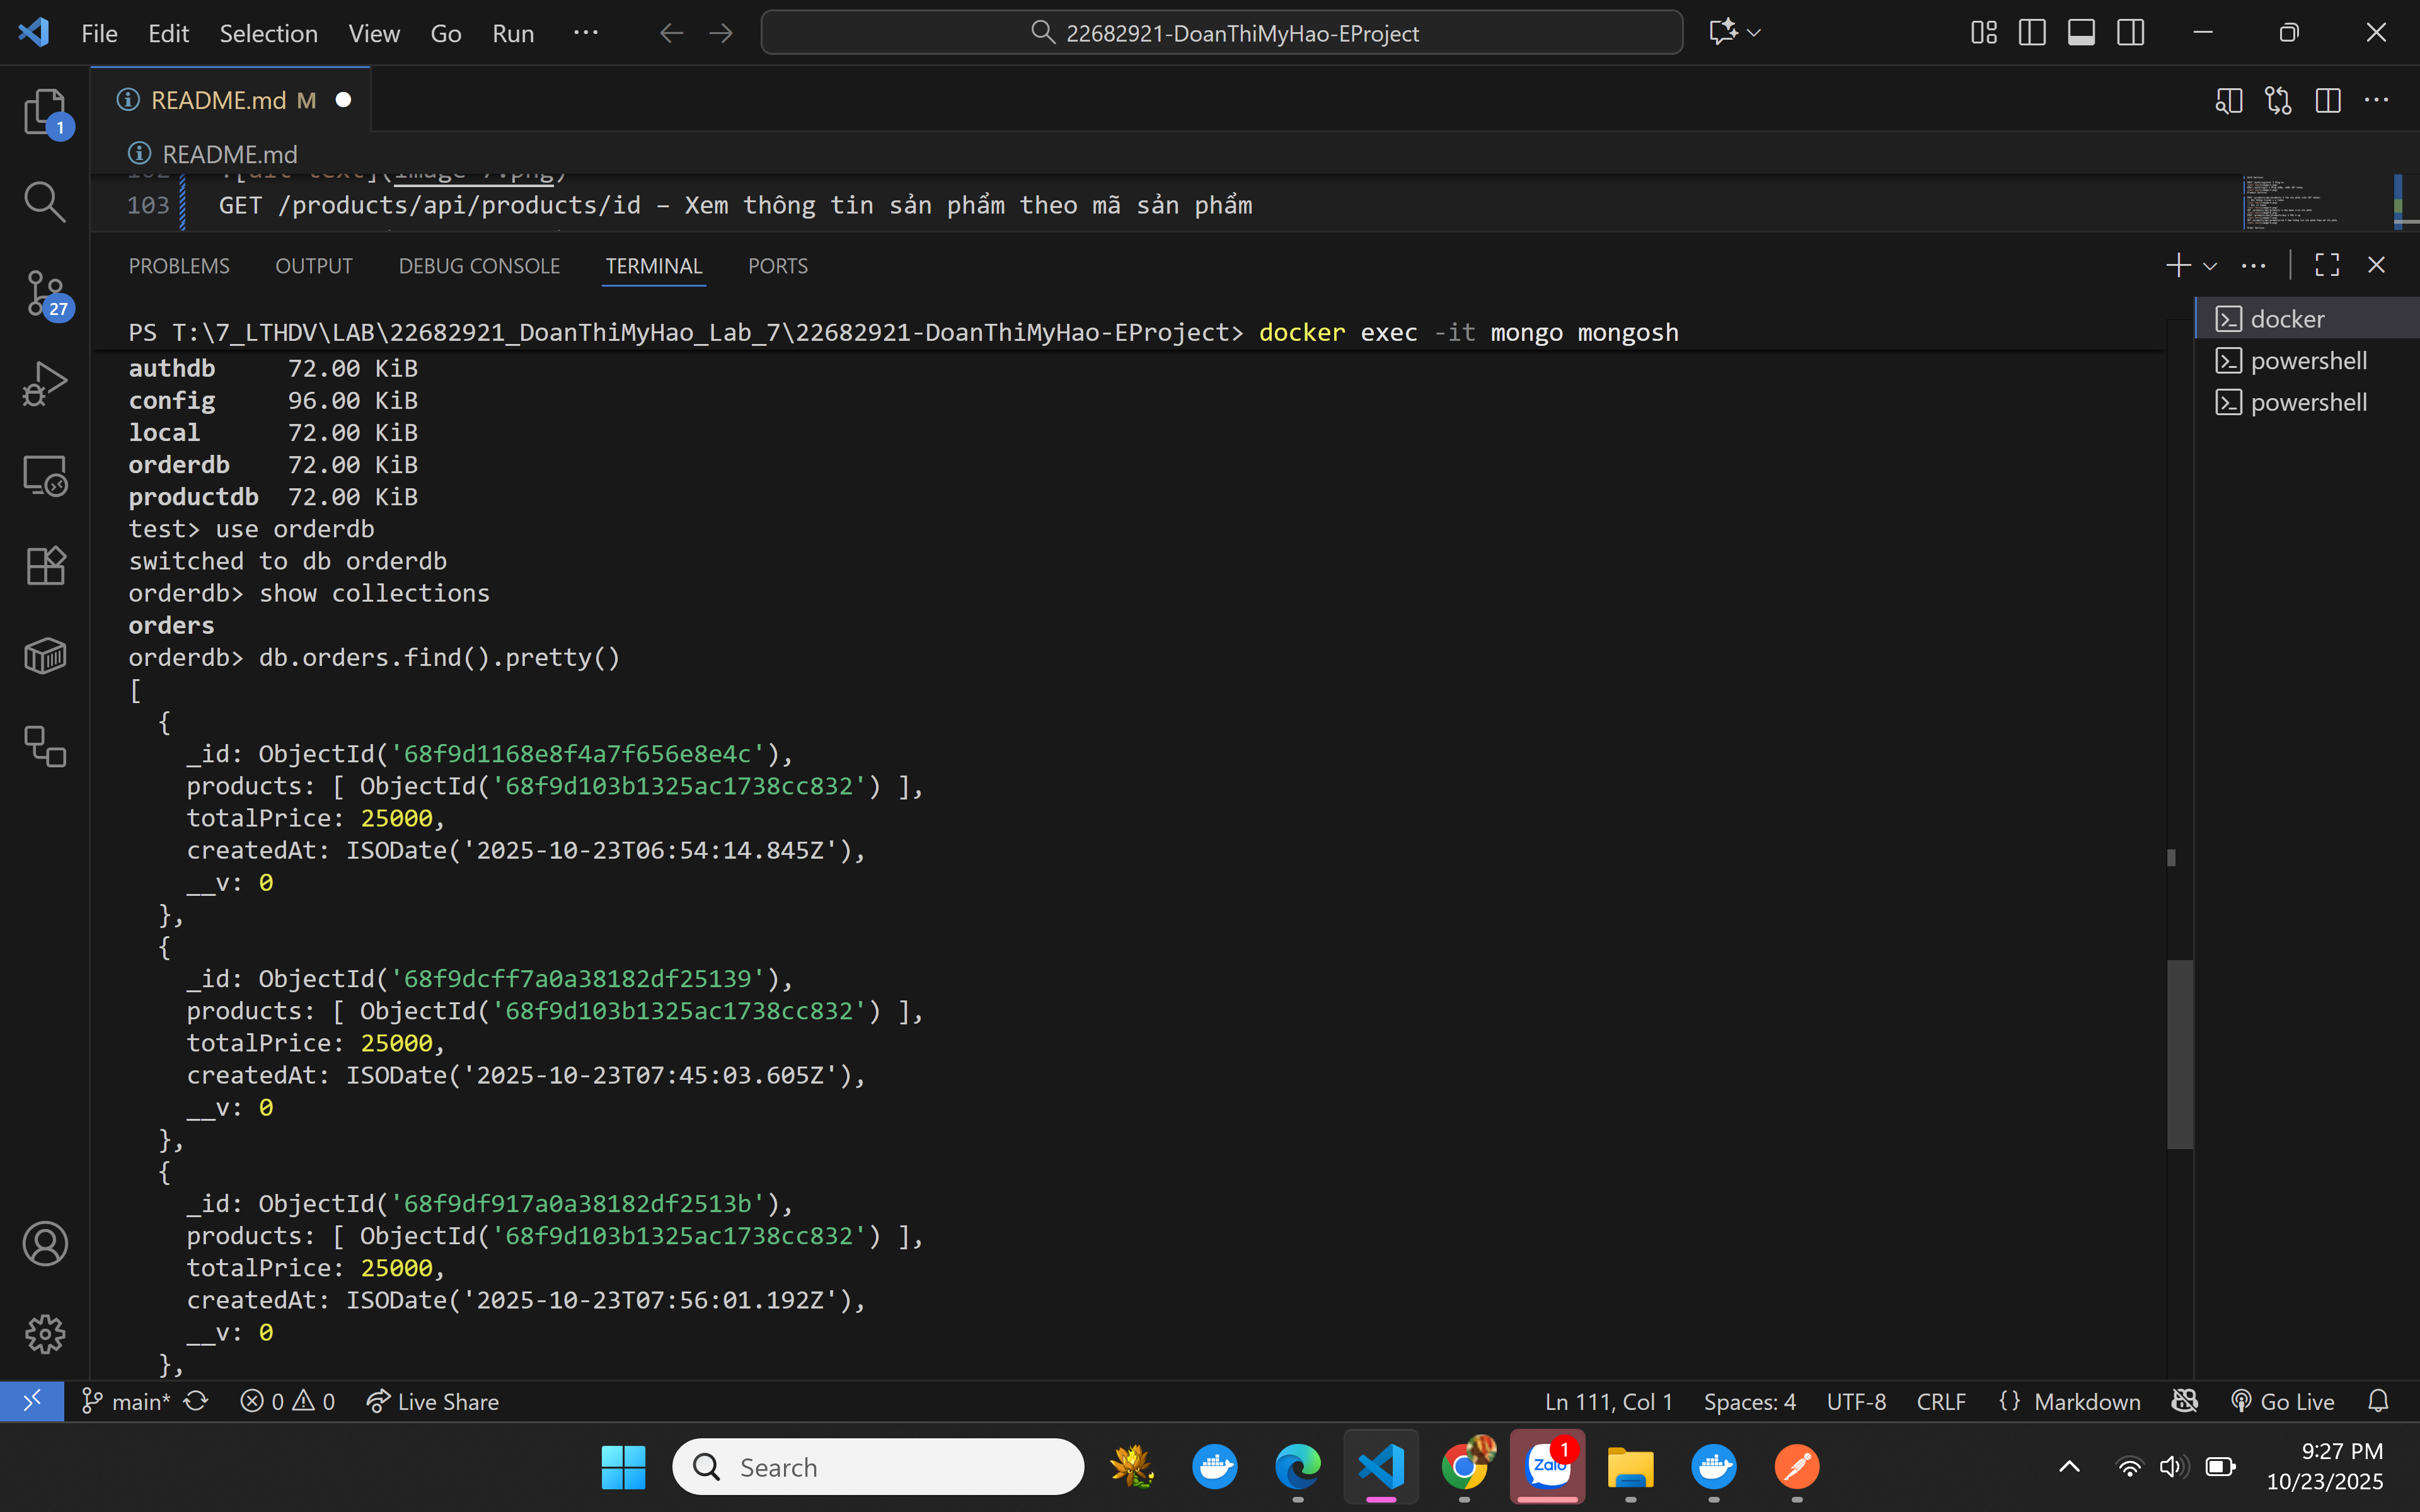 File Edit Selection View Go Run ··· 22682921-DoanThiMyHao-EProject
1
README.md M
README.md
103 GET /products/api/products/id – Xem thông tin sản phẩm theo mã sản phẩm
27
PROBLEMS OUTPUT DEBUG CONSOLE TERMINAL PORTS
PS T:\7_LTHDV\LAB\22682921_DoanThiMyHao_Lab_7\22682921-DoanThiMyHao-EProject> docker exec -it mongo mongosh
docker
powershell
powershell
authdb 72.00 KiB
config 96.00 KiB
local 72.00 KiB
orderdb 72.00 KiB
productdb 72.00 KiB
test> use orderdb
switched to db orderdb
orderdb> show collections
orders
orderdb> db.orders.find().pretty()
[
{
_id: ObjectId('68f9d1168e8f4a7f656e8e4c'),
products: [ ObjectId('68f9d103b1325ac1738cc832') ],
totalPrice: 25000,
createdAt: ISODate('2025-10-23T06:54:14.845Z'),
__v: 0
},
{
_id: ObjectId('68f9dcff7a0a38182df25139'),
products: [ ObjectId('68f9d103b1325ac1738cc832') ],
totalPrice: 25000,
createdAt: ISODate('2025-10-23T07:45:03.605Z'),
__v: 0
},
{
_id: ObjectId('68f9df917a0a38182df2513b'),
products: [ ObjectId('68f9d103b1325ac1738cc832') ],
totalPrice: 25000,
createdAt: ISODate('2025-10-23T07:56:01.192Z'),
__v: 0
},
main* 0 0 Live Share Ln 111, Col 1 Spaces: 4 UTF-8 CRLF {} Markdown Go Live
Search
Zalo 1
9:27 PM
10/23/2025